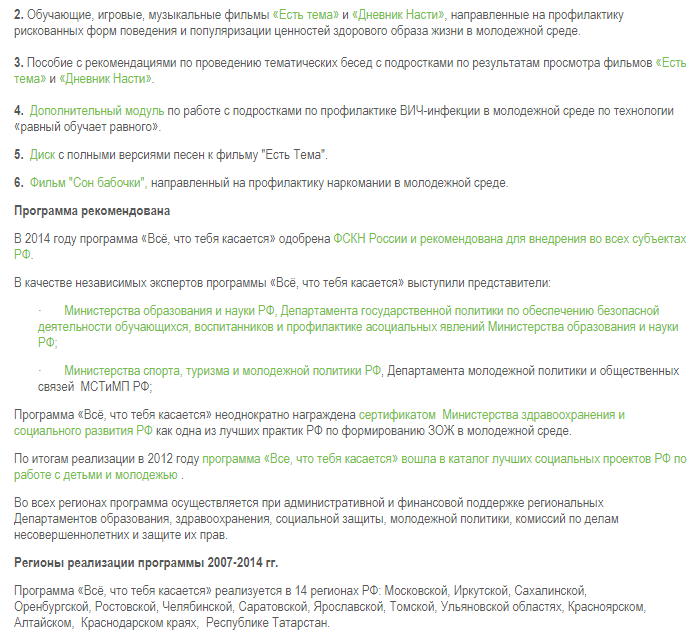 2. Обучающие, игровые, музыкальные фильмы «Есть тема» и «Дневник Насти», направленные на профилактику
рискованных форм поведения и популяризации ценностей здорового образа жизни в молодежной среде.
3. Пособие с рекомендациями по проведению тематических бесед с подростками по результатам просмотра фильмов «Есть
тема» и «Дневник Насти».
4. Дополнительный модуль по работе с подростками по профилактике ВИЧ-инфекции в молодежной среде по технологии
«равный обучает равного».
5. Диск с полными версиями песен к фильму "Есть Тема".
6. Фильм "Сон бабочки", направленный на профилактику наркомании в молодежной среде.
Программа рекомендована
В 2014 году программа «Всё, что тебя касается» одобрена ФСКН России и рекомендована для внедрения во всех субъектах
РФ.
В качестве независимых экспертов программы «Всё, что тебя касается» выступили представители:
· Министерства образования и науки РФ, Департамента государственной политики по обеспечению безопасной
деятельности обучающихся, воспитанников и профилактике асоциальных явлений Министерства образования и науки
РФ;
· Министерства спорта, туризма и молодежной политики РФ, Департамента молодежной политики и общественных
связей МСТиМП РФ;
Программа «Всё, что тебя касается» неоднократно награждена сертификатом Министерства здравоохранения и
социального развития РФ как одна из лучших практик РФ по формированию ЗОЖ в молодежной среде.
По итогам реализации в 2012 году программа «Все, что тебя касается» вошла в каталог лучших социальных проектов РФ по
работе с детьми и молодежью .
Во всех регионах программа осуществляется при административной и финансовой поддержке региональных
Департаментов образования, здравоохранения, социальной защиты, молодежной политики, комиссий по делам
несовершеннолетних и защите их прав.
Регионы реализации программы 2007-2014 гг.
Программа «Всё, что тебя касается» реализуется в 14 регионах РФ: Московской, Иркутской, Сахалинской,
Оренбургской, Ростовской, Челябинской, Саратовской, Ярославской, Томской, Ульяновской областях, Красноярском,
Алтайском, Краснодарском краях, Республике Татарстан.